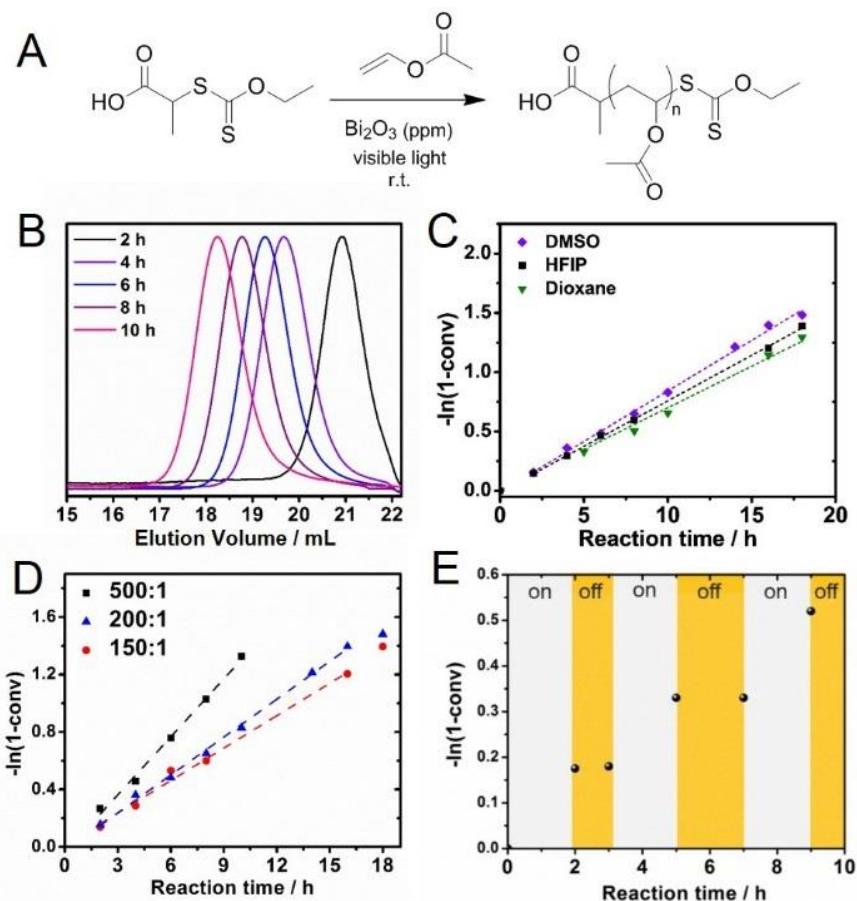 A
O
HO
S
O
S
O
O
Bi2O3 (ppm)
visible light
r.t.
O
HO
n
S
O
S
O
O
B
2 h
4 h
6 h
8 h
10 h
15 16 17 18 19 20 21 22
Elution Volume / mL
C
DMSO
HFIP
Dioxane
-ln(1-conv)
2.0
1.5
1.0
0.5
0.0
0 5 10 15 20
Reaction time / h
D
500:1
200:1
150:1
-ln(1-conv)
1.6
1.2
0.8
0.4
0.0
0 3 6 9 12 15 18
Reaction time / h
E
on off on off on off
-ln(1-conv)
0.6
0.5
0.4
0.3
0.2
0.1
0.0
0 2 4 6 8 10
Reaction time / h